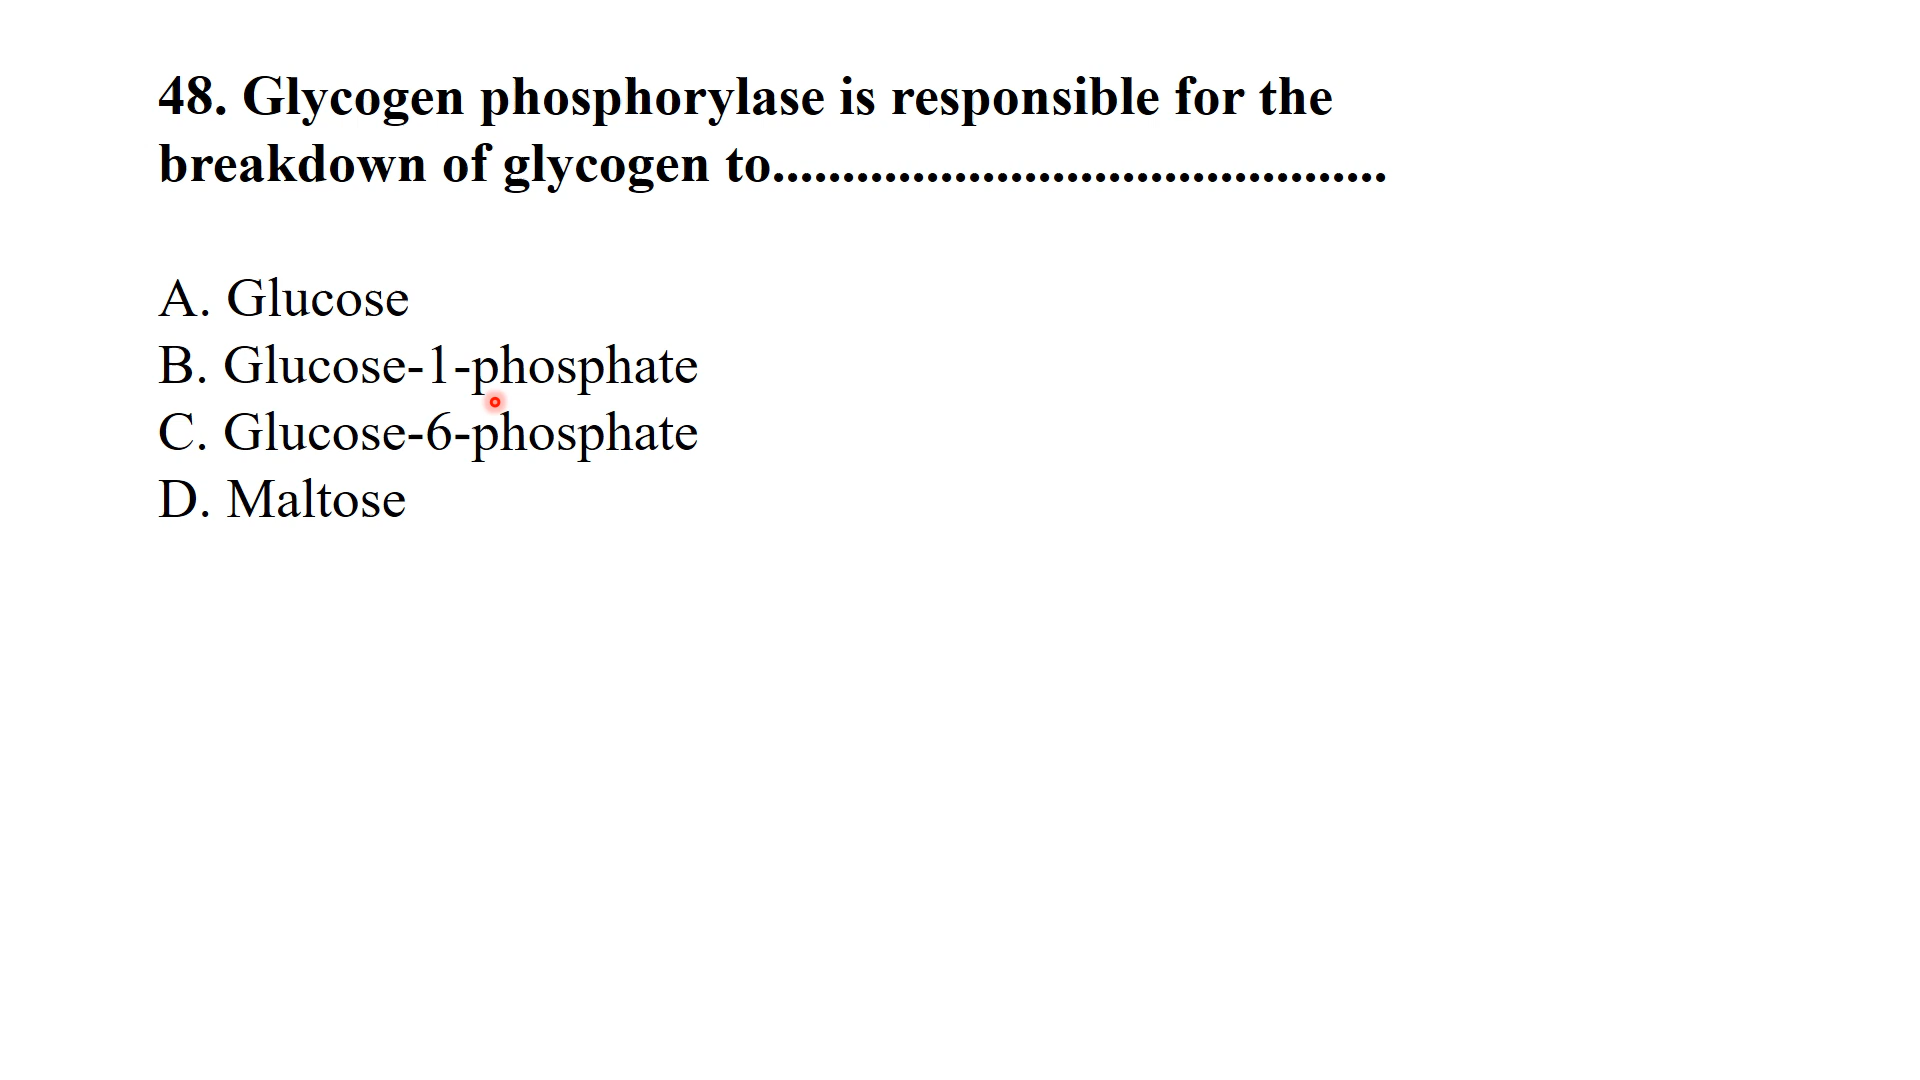 48. Glycogen phosphorylase is responsible for the
breakdown of glycogen to............................................
A. Glucose
B. Glucose-1-phosphate
C. Glucose-6-phosphate
D. Maltose